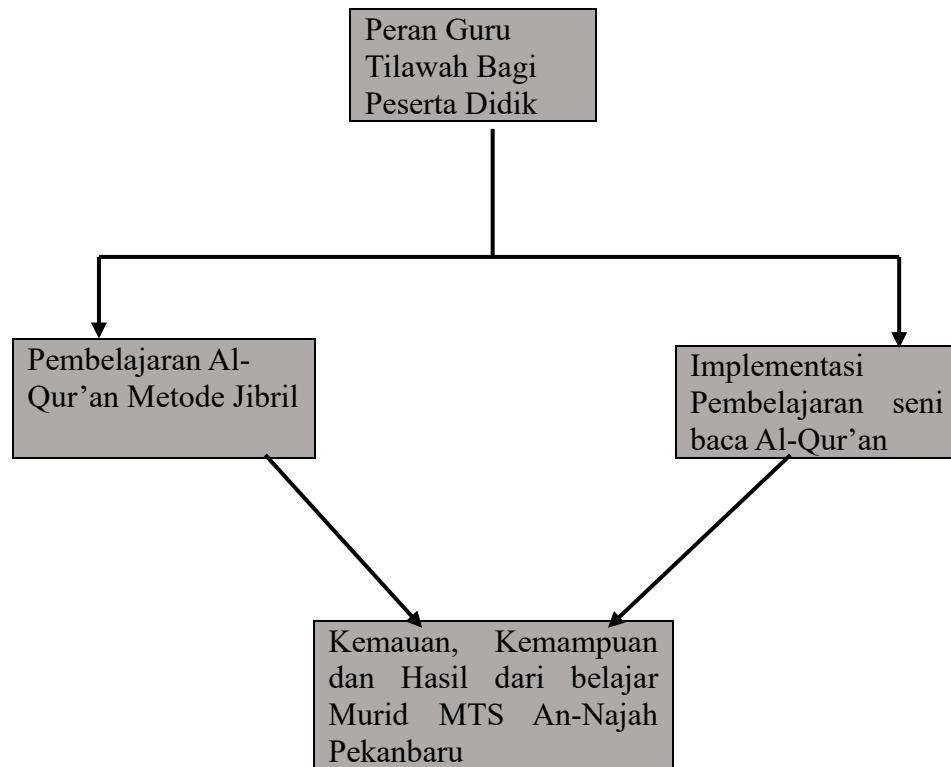 Peran Guru
Tilawah Bagi
Peserta Didik
Pembelajaran Al-
Qur’an Metode Jibril
Implementasi
Pembelajaran seni
baca Al-Qur’an
Kemauan, Kemampuan
dan Hasil dari belajar
Murid MTS An-Najah
Pekanbaru